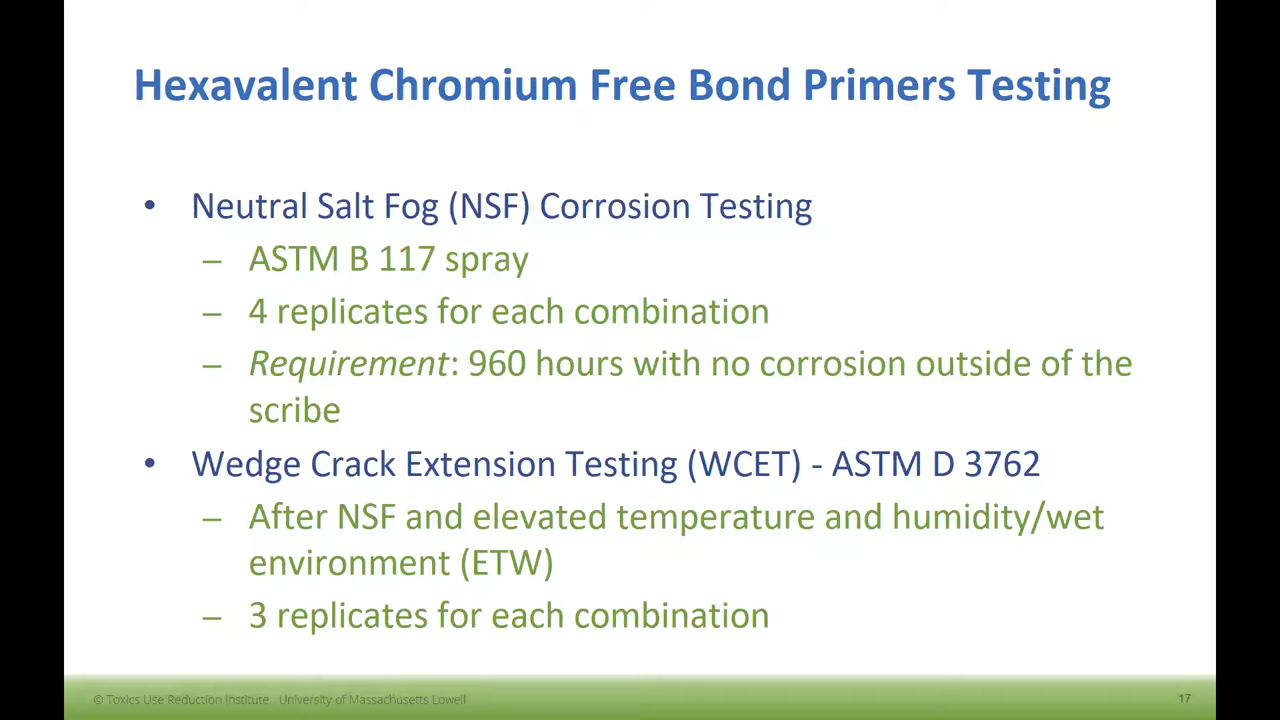 Hexavalent Chromium Free Bond Primers Testing
• Neutral Salt Fog (NSF) Corrosion Testing
– ASTM B 117 spray
– 4 replicates for each combination
– Requirement: 960 hours with no corrosion outside of the
scribe
• Wedge Crack Extension Testing (WCET) - ASTM D 3762
– After NSF and elevated temperature and humidity/wet
environment (ETW)
– 3 replicates for each combination
© Toxics Use Reduction Institute University of Massachusetts Lowell
17